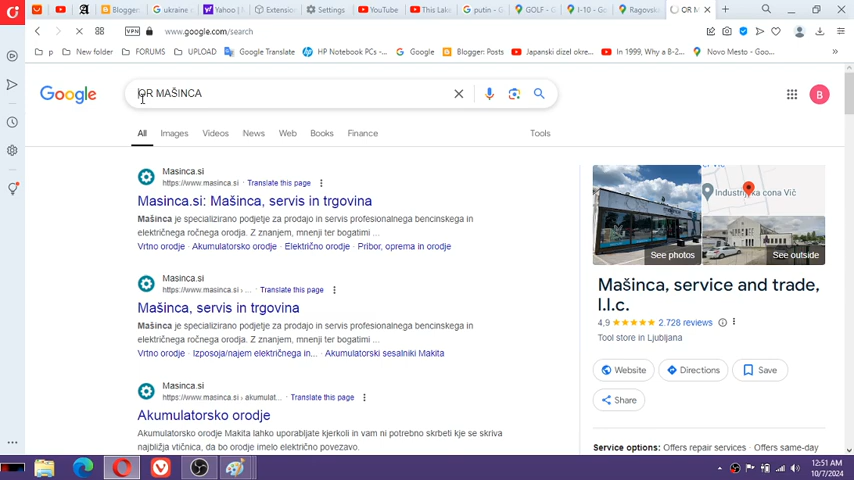 Blogger:
ukraine
Yahoo |
Extension
Settings
YouTube
This Lake
putin - G
GOLF - G
I-10 - Go
Ragovsk
OR M
VPN
www.google.com/search
p
New folder
FORUMS
UPLOAD
Google Translate
HP Notebook PCs -...
Google
Blogger: Posts
Japanski dizel okre...
In 1999, Why a B-2...
Novo Mesto - Goo...
Google
OR MAŠINCA
B
All
Images
Videos
News
Web
Books
Finance
Tools
Masinca.si
https://www.masinca.si · Translate this page
Masinca.si: Mašinca, servis in trgovina
Mašinca je specializirano podjetje za prodajo in servis profesionalnega bencinskega in
električnega ročnega orodja. Z znanjem, mnenji ter bogatimi ...
Vrtno orodje · Akumulatorsko orodje · Električno orodje · Pribor, oprema in orodje
Masinca.si
https://www.masinca.si › ... · Translate this page
Mašinca, servis in trgovina
Mašinca je specializirano podjetje za prodajo in servis profesionalnega bencinskega in
električnega ročnega orodja. Z znanjem, mnenji ter bogatimi ...
Vrtno orodje · Izposoja/najem električnega in... · Akumulatorski sesalniki Makita
Masinca.si
https://www.masinca.si › akumulat... · Translate this page
Akumulatorsko orodje
Akumulatorsko orodje Makita lahko uporabljate kjerkoli in vam ni potrebno skrbeti kje se skriva
najbližja vtičnica, da bo orodje imelo električno povezavo.
Industrijska cona Vič
See photos
See outside
Mašinca, service and trade,
l.l.c.
4,9 2.728 reviews
Tool store in Ljubljana
Website
Directions
Save
Share
Service options: Offers repair services · Offers same-day
12:51 AM
10/7/2024